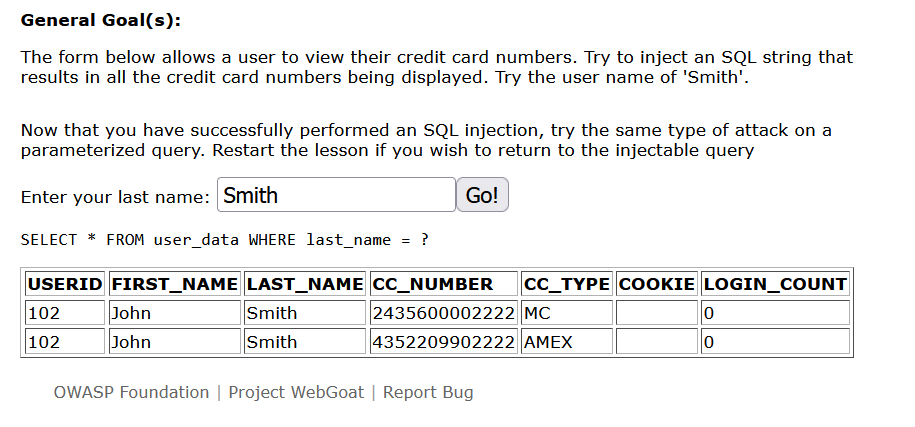 General Goal(s):
The form below allows a user to view their credit card numbers. Try to inject an SQL string that
results in all the credit card numbers being displayed. Try the user name of 'Smith'.
Now that you have successfully performed an SQL injection, try the same type of attack on a
parameterized query. Restart the lesson if you wish to return to the injectable query
Enter your last name: Smith Go!
SELECT * FROM user_data WHERE last_name = ?
USERID FIRST_NAME LAST_NAME CC_NUMBER CC_TYPE COOKIE LOGIN_COUNT
102 John Smith 2435600002222 MC 0
102 John Smith 4352209902222 AMEX 0
OWASP Foundation | Project WebGoat | Report Bug